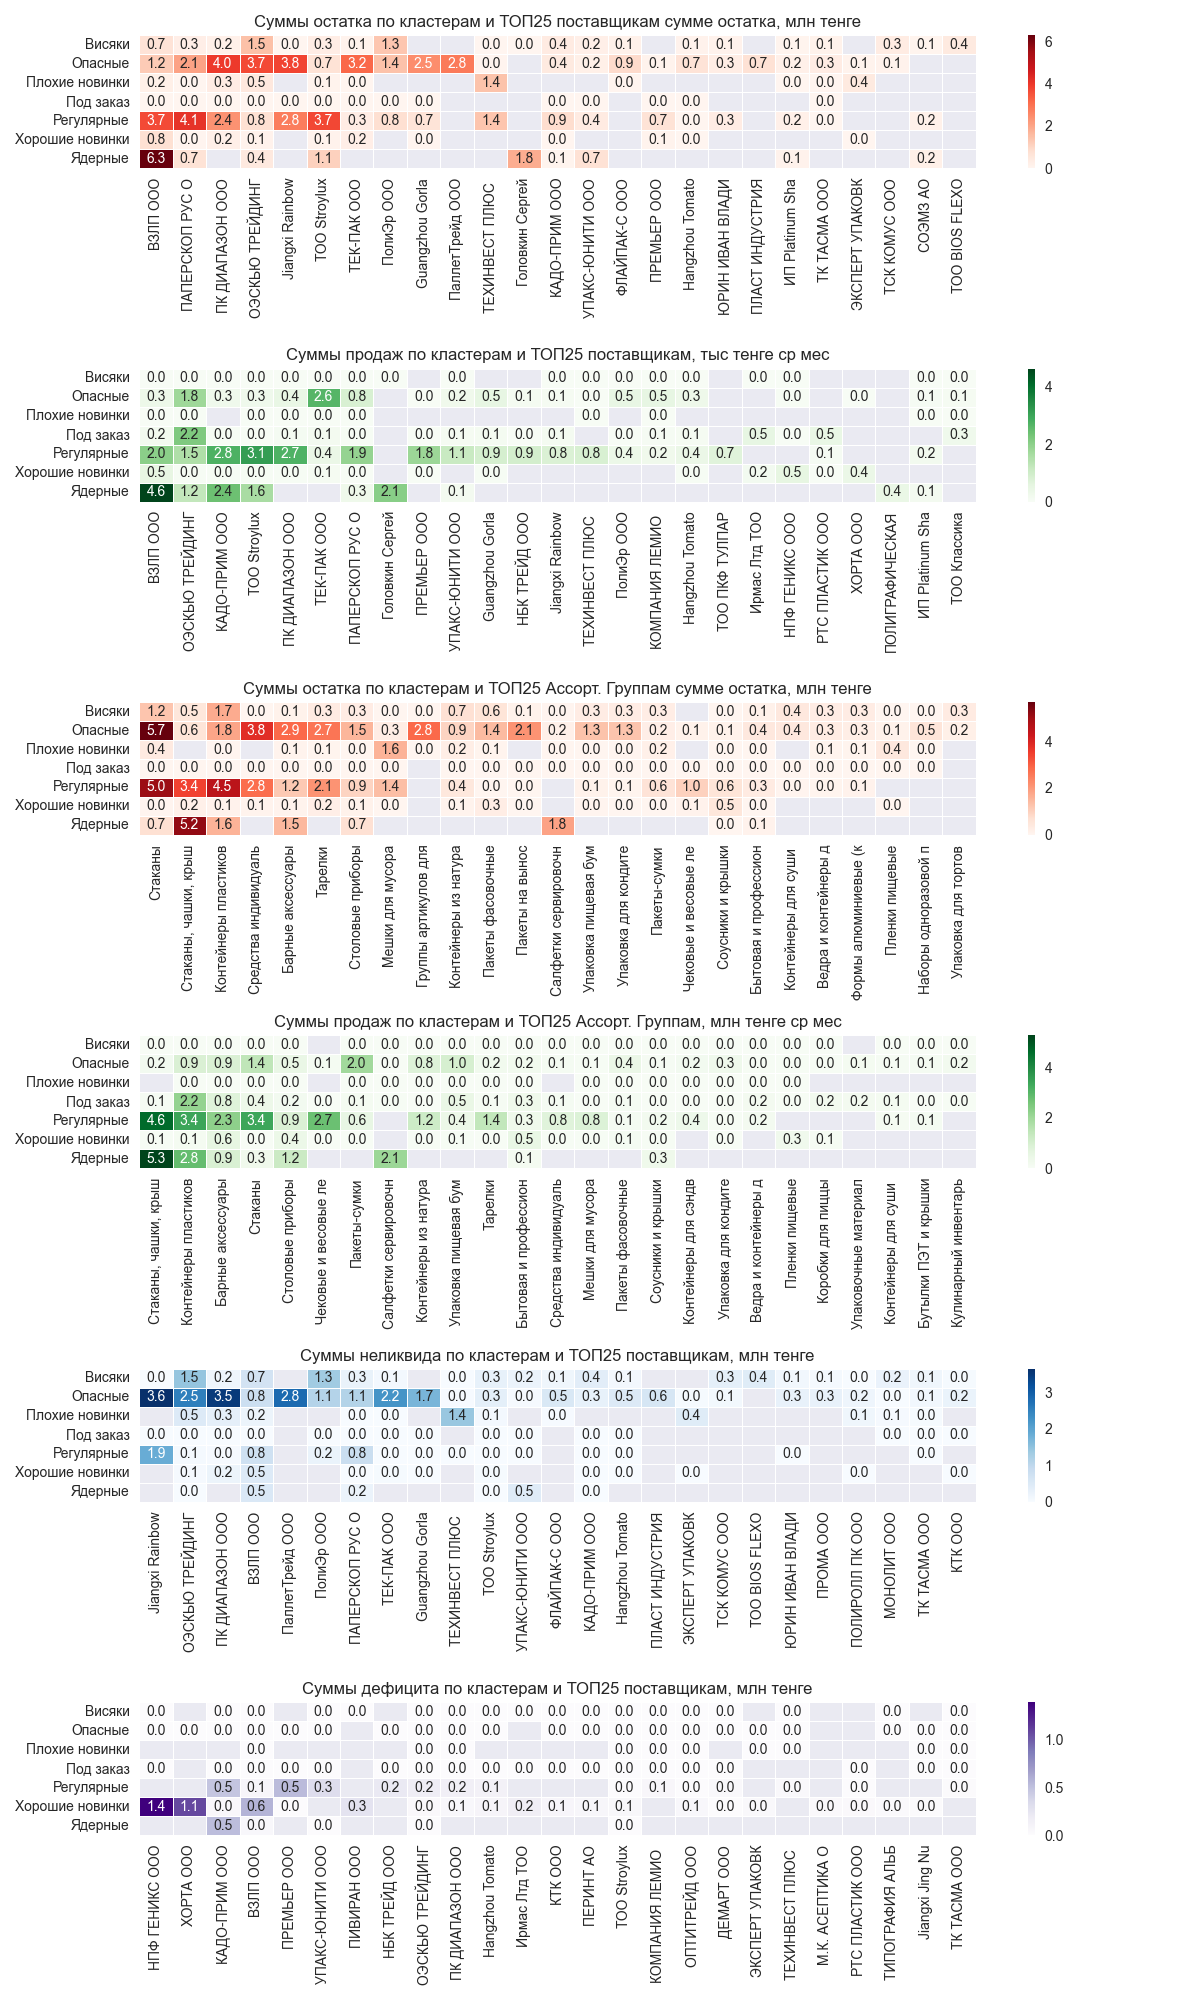 Суммы остатка по кластерам и ТОП25 поставщикам сумме остатка, млн тенге
Висяки 0.7 0.3 0.2 1.5 0.0 0.3 0.1 1.3 0.0 0.0 0.4 0.2 0.1 0.1 0.1 0.1 0.1 0.3 0.1 0.4
Опасные 1.2 2.1 4.0 3.7 3.8 0.7 3.2 1.4 2.5 2.8 0.0 0.4 0.2 0.9 0.1 0.7 0.3 0.7 0.2 0.3 0.1 0.1
Плохие новинки 0.2 0.0 0.3 0.5 0.1 0.0 1.4 0.0 0.0 0.0 0.4
Под заказ 0.0 0.0 0.0 0.0 0.0 0.0 0.0 0.0 0.0 0.0 0.0 0.0 0.0 0.0
Регулярные 3.7 4.1 2.4 0.8 2.8 3.7 0.3 0.8 0.7 1.4 0.9 0.4 0.7 0.0 0.3 0.2 0.0 0.2
Хорошие новинки 0.8 0.0 0.2 0.1 0.1 0.2 0.0 0.0 0.1 0.0 0.0
Ядерные 6.3 0.7 0.4 1.1 1.8 0.1 0.7 0.1 0.2
6
4
2
0
ВЗЛП ООО
ПАПЕРСКОП РУС О
ПК ДИАПАЗОН ООО
ОЭСКЬЮ ТРЕЙДИНГ
Jiangxi Rainbow
ТОО Stroylux
ТЕК-ПАК ООО
ПолиЭр ООО
Guangzhou Gorla
ПаллетТрейд ООО
ТЕХИНВЕСТ ПЛЮС
Головкин Сергей
КАДО-ПРИМ ООО
УПАКС-ЮНИТИ ООО
ФЛАЙПАК-С ООО
ПРЕМЬЕР ООО
Hangzhou Tomato
ЮРИН ИВАН ВЛАДИ
ПЛАСТ ИНДУСТРИЯ
ИП Platinum Sha
ТК ТАСМА ООО
ЭКСПЕРТ УПАКОВК
ТСК КОМУС ООО
СОЭМЗ АО
ТОО BIOS FLEXO
Суммы продаж по кластерам и ТОП25 поставщикам, тыс тенге ср мес
Висяки 0.0 0.0 0.0 0.0 0.0 0.0 0.0 0.0 0.0 0.0 0.0 0.0 0.0 0.0 0.0 0.0 0.0 0.0
Опасные 0.3 1.8 0.3 0.3 0.4 2.6 0.8 0.0 0.2 0.5 0.1 0.1 0.0 0.5 0.5 0.3 0.0 0.0 0.1 0.1
Плохие новинки 0.0 0.0 0.0 0.0 0.0 0.0 0.0 0.0 0.0 0.0
Под заказ 0.2 2.2 0.0 0.0 0.1 0.1 0.0 0.0 0.1 0.1 0.0 0.1 0.0 0.1 0.1 0.5 0.0 0.5 0.3
Регулярные 2.0 1.5 2.8 3.1 2.7 0.4 1.9 1.8 1.1 0.9 0.9 0.8 0.8 0.4 0.2 0.4 0.7 0.1 0.2
Хорошие новинки 0.5 0.0 0.0 0.0 0.0 0.1 0.0 0.0 0.0 0.0 0.2 0.5 0.0 0.4
Ядерные 4.6 1.2 2.4 1.6 0.3 2.1 0.1 0.4 0.1
4
2
0
ВЗЛП ООО
ОЭСКЬЮ ТРЕЙДИНГ
КАДО-ПРИМ ООО
ТОО Stroylux
ПК ДИАПАЗОН ООО
ТЕК-ПАК ООО
ПАПЕРСКОП РУС О
Головкин Сергей
ПРЕМЬЕР ООО
УПАКС-ЮНИТИ ООО
Guangzhou Gorla
НБК ТРЕЙД ООО
Jiangxi Rainbow
ТЕХИНВЕСТ ПЛЮС
ПолиЭр ООО
КОМПАНИЯ ЛЕМИО
Hangzhou Tomato
ТОО ПКФ ТУЛПАР
Ирмас Лтд ТОО
НПФ ГЕНИКС ООО
РТС ПЛАСТИК ООО
ХОРТА ООО
ПОЛИГРАФИЧЕСКАЯ
ИП Platinum Sha
ТОО Классика
Суммы остатка по кластерам и ТОП25 Ассорт. Группам сумме остатка, млн тенге
Висяки 1.2 0.5 1.7 0.0 0.1 0.3 0.3 0.0 0.0 0.7 0.6 0.1 0.0 0.3 0.3 0.3 0.0 0.1 0.4 0.3 0.3 0.0 0.0 0.3
Опасные 5.7 0.6 1.8 3.8 2.9 2.7 1.5 0.3 2.8 0.9 1.4 2.1 0.2 1.3 1.3 0.2 0.1 0.1 0.4 0.4 0.3 0.3 0.1 0.5 0.2
Плохие новинки 0.4 0.0 0.1 0.1 0.0 1.6 0.0 0.2 0.1 0.0 0.0 0.2 0.0 0.0 0.1 0.1 0.4 0.0
Под заказ 0.0 0.0 0.0 0.0 0.0 0.0 0.0 0.0 0.0 0.0 0.0 0.0 0.0 0.0 0.0 0.0 0.0 0.0 0.0 0.0 0.0 0.0 0.0
Регулярные 5.0 3.4 4.5 2.8 1.2 2.1 0.9 1.4 0.4 0.0 0.0 0.1 0.1 0.6 1.0 0.6 0.3 0.0 0.0 0.1
Хорошие новинки 0.0 0.2 0.1 0.1 0.1 0.2 0.1 0.0 0.1 0.3 0.0 0.0 0.0 0.0 0.1 0.5 0.0 0.0
Ядерные 0.7 5.2 1.6 1.5 0.7 1.8 0.0 0.1
4
2
0
Стаканы
Стаканы, чашки, крыш
Контейнеры пластиков
Средства индивидуаль
Барные аксессуары
Тарелки
Столовые приборы
Мешки для мусора
Группы артикулов для
Контейнеры из натура
Пакеты фасовочные
Пакеты на вынос
Салфетки сервировочн
Упаковка пищевая бум
Упаковка для кондите
Пакеты-сумки
Чековые и весовые ле
Соусники и крышки
Бытовая и профессион
Контейнеры для суши
Ведра и контейнеры д
Формы алюминиевые (к
Пленки пищевые
Наборы одноразовой п
Упаковка для тортов
Суммы продаж по кластерам и ТОП25 Ассорт. Группам, млн тенге ср мес
Висяки 0.0 0.0 0.0 0.0 0.0 0.0 0.0 0.0 0.0 0.0 0.0 0.0 0.0 0.0 0.0 0.0 0.0 0.0 0.0 0.0 0.0 0.0 0.0
Опасные 0.2 0.9 0.9 1.4 0.5 0.1 2.0 0.0 0.8 1.0 0.2 0.2 0.1 0.1 0.4 0.1 0.2 0.3 0.0 0.0 0.0 0.1 0.1 0.1 0.2
Плохие новинки 0.0 0.0 0.0 0.0 0.0 0.0 0.0 0.0 0.0 0.0 0.0 0.0 0.0 0.0 0.0 0.0 0.0
Под заказ 0.1 2.2 0.8 0.4 0.2 0.0 0.1 0.0 0.0 0.5 0.1 0.3 0.1 0.0 0.1 0.0 0.0 0.0 0.2 0.0 0.2 0.2 0.1 0.0 0.0
Регулярные 4.6 3.4 2.3 3.4 0.9 2.7 0.6 1.2 0.4 1.4 0.3 0.8 0.8 0.1 0.2 0.4 0.0 0.2 0.1 0.1
Хорошие новинки 0.1 0.1 0.6 0.0 0.4 0.0 0.0 0.0 0.1 0.0 0.5 0.0 0.0 0.1 0.0 0.0 0.3 0.1
Ядерные 5.3 2.8 0.9 0.3 1.2 2.1 0.1 0.3
4
2
0
Стаканы, чашки, крыш
Контейнеры пластиков
Барные аксессуары
Стаканы
Столовые приборы
Чековые и весовые ле
Пакеты-сумки
Салфетки сервировочн
Контейнеры из натура
Упаковка пищевая бум
Тарелки
Бытовая и профессион
Средства индивидуаль
Мешки для мусора
Пакеты фасовочные
Соусники и крышки
Контейнеры для сэндв
Упаковка для кондите
Ведра и контейнеры д
Пленки пищевые
Коробки для пиццы
Упаковочные материал
Контейнеры для суши
Бутылки ПЭТ и крышки
Кулинарный инвентарь
Суммы неликвида по кластерам и ТОП25 поставщикам, млн тенге
Висяки 0.0 1.5 0.2 0.7 1.3 0.3 0.1 0.0 0.3 0.2 0.1 0.4 0.1 0.3 0.4 0.1 0.1 0.0 0.2 0.1 0.0
Опасные 3.6 2.5 3.5 0.8 2.8 1.1 1.1 2.2 1.7 0.0 0.3 0.0 0.5 0.3 0.5 0.6 0.0 0.1 0.3 0.3 0.2 0.0 0.1 0.2
Плохие новинки 0.5 0.3 0.2 0.0 0.0 1.4 0.1 0.0 0.4 0.1 0.1 0.0
Под заказ 0.0 0.0 0.0 0.0 0.0 0.0 0.0 0.0 0.0 0.0 0.0 0.0 0.0 0.0 0.0 0.0 0.0
Регулярные 1.9 0.1 0.0 0.8 0.2 0.8 0.0 0.0 0.0 0.0 0.0 0.0 0.0 0.0 0.0
Хорошие новинки 0.1 0.2 0.5 0.0 0.0 0.0 0.0 0.0 0.0 0.0 0.0 0.0
Ядерные 0.0 0.5 0.2 0.0 0.5 0.0
3
2
1
0
Jiangxi Rainbow
ОЭСКЬЮ ТРЕЙДИНГ
ПК ДИАПАЗОН ООО
ВЗЛП ООО
ПаллетТрейд ООО
ПолиЭр ООО
ПАПЕРСКОП РУС О
ТЕК-ПАК ООО
Guangzhou Gorla
ТЕХИНВЕСТ ПЛЮС
ТОО Stroylux
УПАКС-ЮНИТИ ООО
ФЛАЙПАК-С ООО
КАДО-ПРИМ ООО
Hangzhou Tomato
ПЛАСТ ИНДУСТРИЯ
ЭКСПЕРТ УПАКОВК
ТСК КОМУС ООО
ТОО BIOS FLEXO
ЮРИН ИВАН ВЛАДИ
ПРОМА ООО
ПОЛИРОЛЛ ПК ООО
МОНОЛИТ ООО
ТК ТАСМА ООО
КТК ООО
Суммы дефицита по кластерам и ТОП25 поставщикам, млн тенге
Висяки 0.0 0.0 0.0 0.0 0.0 0.0 0.0 0.0 0.0 0.0 0.0 0.0 0.0 0.0 0.0 0.0 0.0 0.0
Опасные 0.0 0.0 0.0 0.0 0.0 0.0 0.0 0.0 0.0 0.0 0.0 0.0 0.0 0.0 0.0 0.0 0.0 0.0 0.0 0.0 0.0
Плохие новинки 0.0 0.0 0.0 0.0 0.0 0.0 0.0 0.0 0.0 0.0
Под заказ 0.0 0.0 0.0 0.0 0.0 0.0 0.0 0.0 0.0 0.0 0.0 0.0 0.0 0.0 0.0 0.0 0.0 0.0 0.0
Регулярные 0.5 0.1 0.5 0.3 0.2 0.2 0.2 0.1 0.0 0.1 0.0 0.0 0.0 0.0 0.0
Хорошие новинки 1.4 1.1 0.0 0.6 0.0 0.3 0.0 0.1 0.1 0.2 0.1 0.1 0.1 0.1 0.0 0.0 0.0 0.0 0.0 0.0
Ядерные 0.5 0.0 0.0 0.0 0.0
1.0
0.5
0.0
НПФ ГЕНИКС ООО
ХОРТА ООО
КАДО-ПРИМ ООО
ВЗЛП ООО
ПРЕМЬЕР ООО
УПАКС-ЮНИТИ ООО
ПИВИРАН ООО
НБК ТРЕЙД ООО
ОЭСКЬЮ ТРЕЙДИНГ
ПК ДИАПАЗОН ООО
Hangzhou Tomato
Ирмас Лтд ТОО
КТК ООО
ПЕРИНТ АО
ТОО Stroylux
КОМПАНИЯ ЛЕМИО
ОПТИТРЕЙД ООО
ДЕМАРТ ООО
ЭКСПЕРТ УПАКОВК
ТЕХИНВЕСТ ПЛЮС
М.К. АСЕПТИКА О
РТС ПЛАСТИК ООО
ТИПОГРАФИЯ АЛЬБ
Jiangxi Jing Nu
ТК ТАСМА ООО